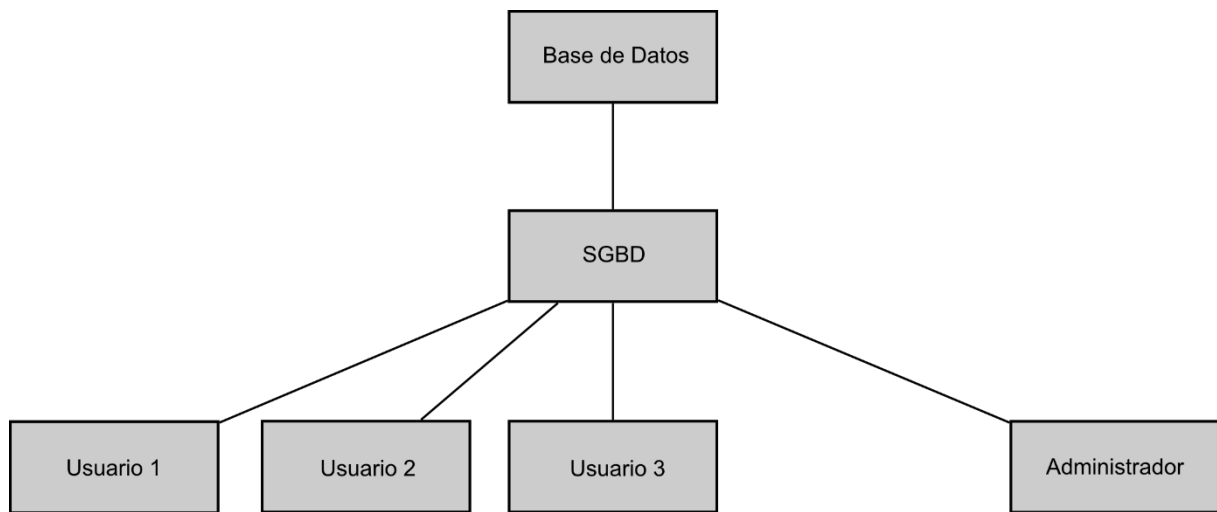 Base de Datos
SGBD
Usuario 1
Usuario 2
Usuario 3
Administrador